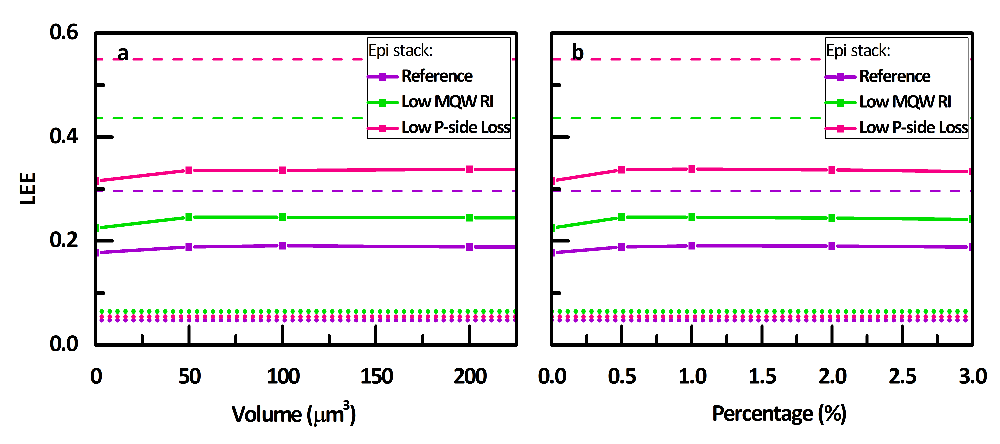 0.6
0.4
0.2
0.0
LEE
a
Epi stack:
Reference
Low MQW RI
Low P-side Loss
0 50 100 150 200
Volume (μm³)
b
Epi stack:
Reference
Low MQW RI
Low P-side Loss
0.0 0.5 1.0 1.5 2.0 2.5 3.0
Percentage (%)